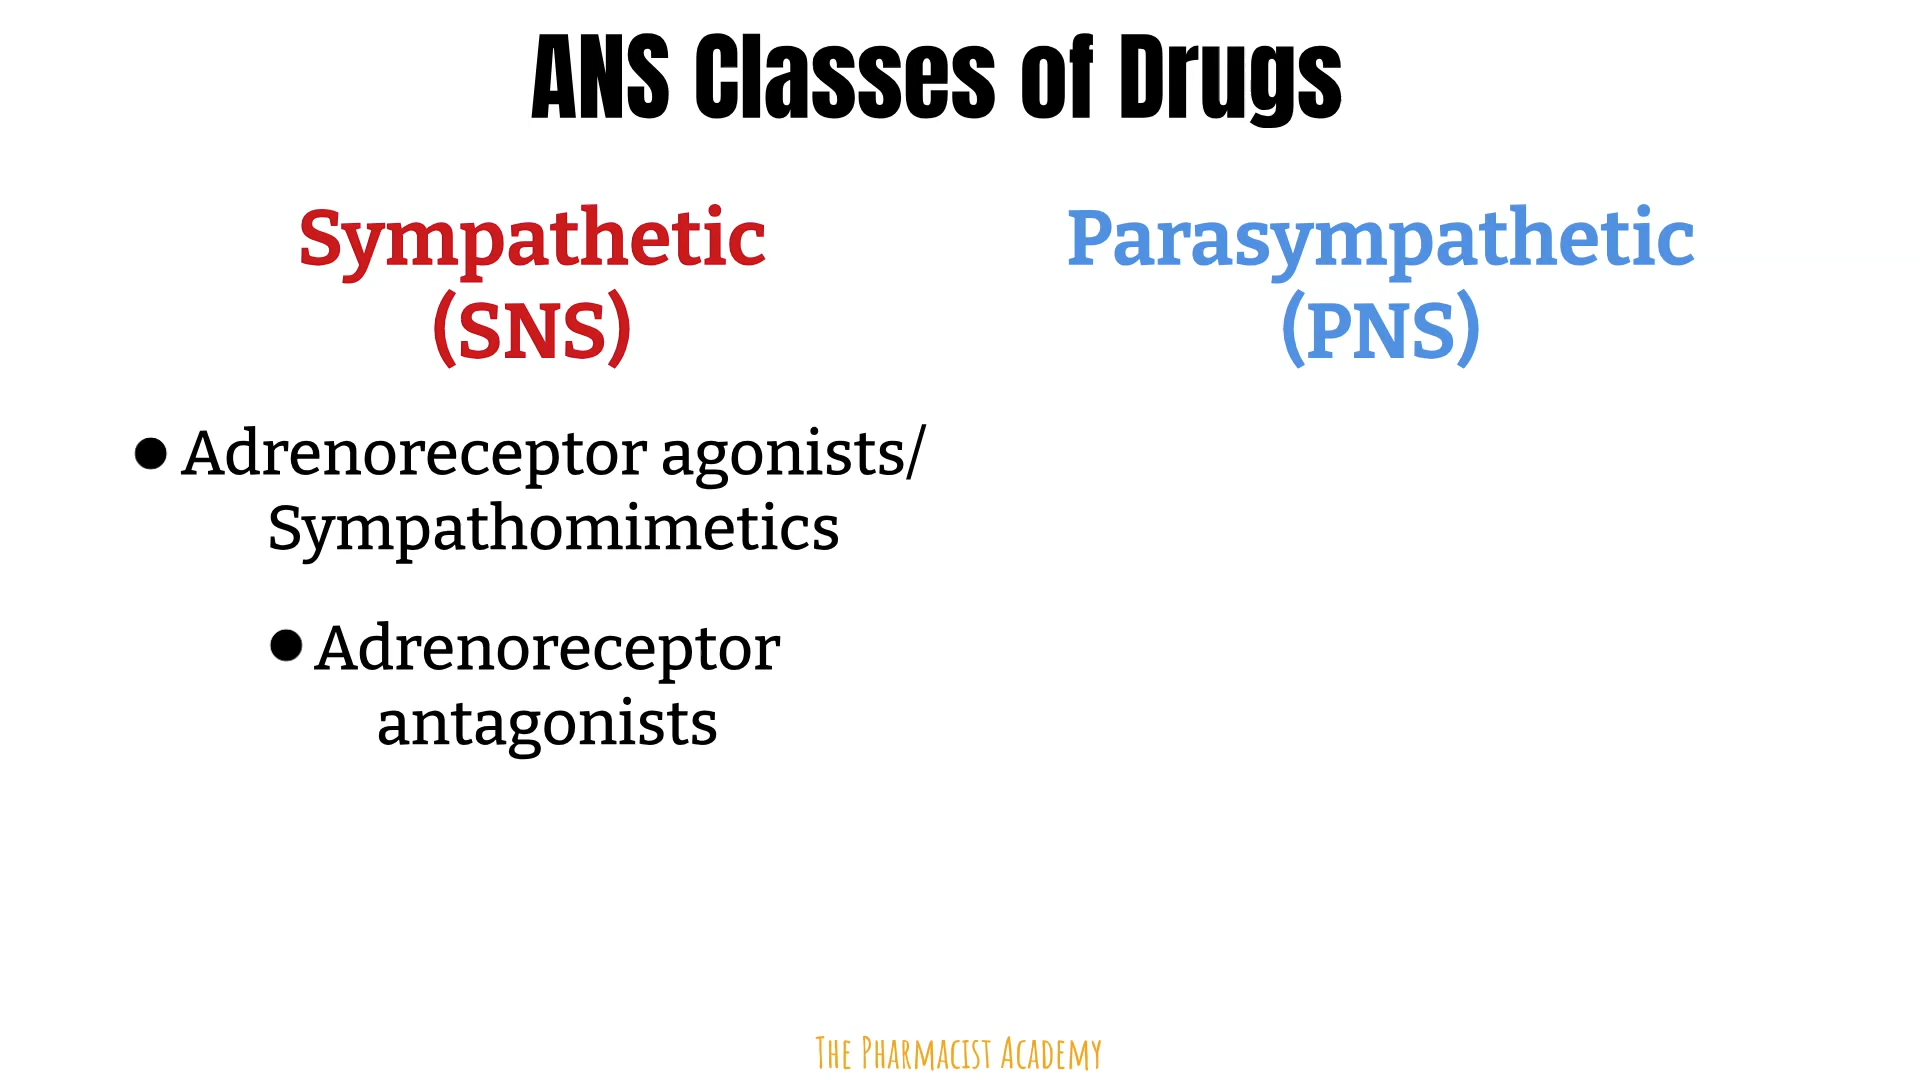 ANS Classes of Drugs
Sympathetic
(SNS)
● Adrenoreceptor agonists/
Sympathomimetics
● Adrenoreceptor
antagonists
Parasympathetic
(PNS)
The Pharmacist Academy